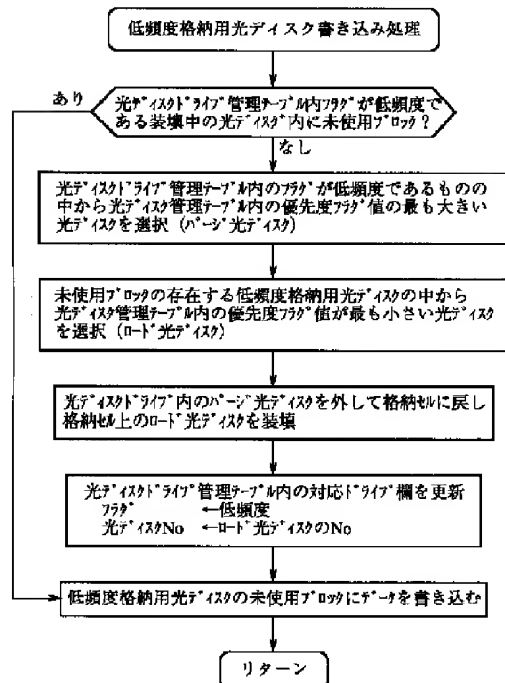 低頻度格納用光ディスク書き込み処理
あり
光ディスクドライブ管理テーブル内フラグが低頻度で
ある装填中の光ディスク内に未使用ブロック？
なし
光ディスクドライブ管理テーブル内のフラグが低頻度であるものの
中から光ディスク管理テーブル内の優先度フラグ値の最も大きい
光ディスクを選択（パージ光ディスク）
未使用ブロックの存在する低頻度格納用光ディスクの中から
光ディスク管理テーブル内の優先度フラグ値が最も小さい光ディスク
を選択（ロード光ディスク）
光ディスクドライブ内のパージ光ディスクを外して格納セルに戻し
格納セル上のロード光ディスクを装填
光ディスクドライブ管理テーブル内の対応ドライブ欄を更新
フラグ ←低頻度
光ディスクNo ←ロード光ディスクのNo
低頻度格納用光ディスクの未使用ブロックにデータを書き込む
リターン